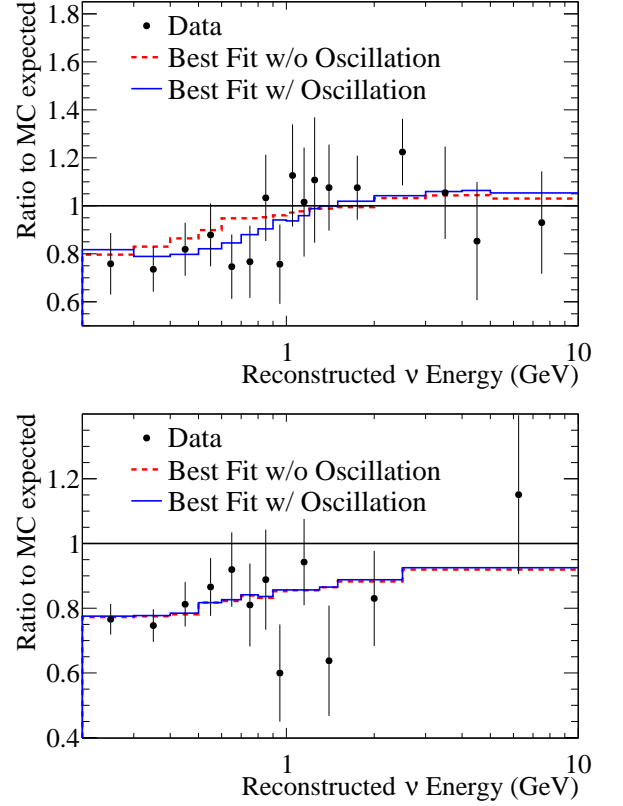 1.8
Data
1.6
Best Fit w/o Oscillation
Best Fit w/ Oscillation
1.4
1.2
1
0.8
0.6
Ratio to MC expected
1 10
Reconstructed ν Energy (GeV)
Data
Best Fit w/o Oscillation
1.2
Best Fit w/ Oscillation
1
0.8
0.6
0.4
Ratio to MC expected
1 10
Reconstructed ν Energy (GeV)